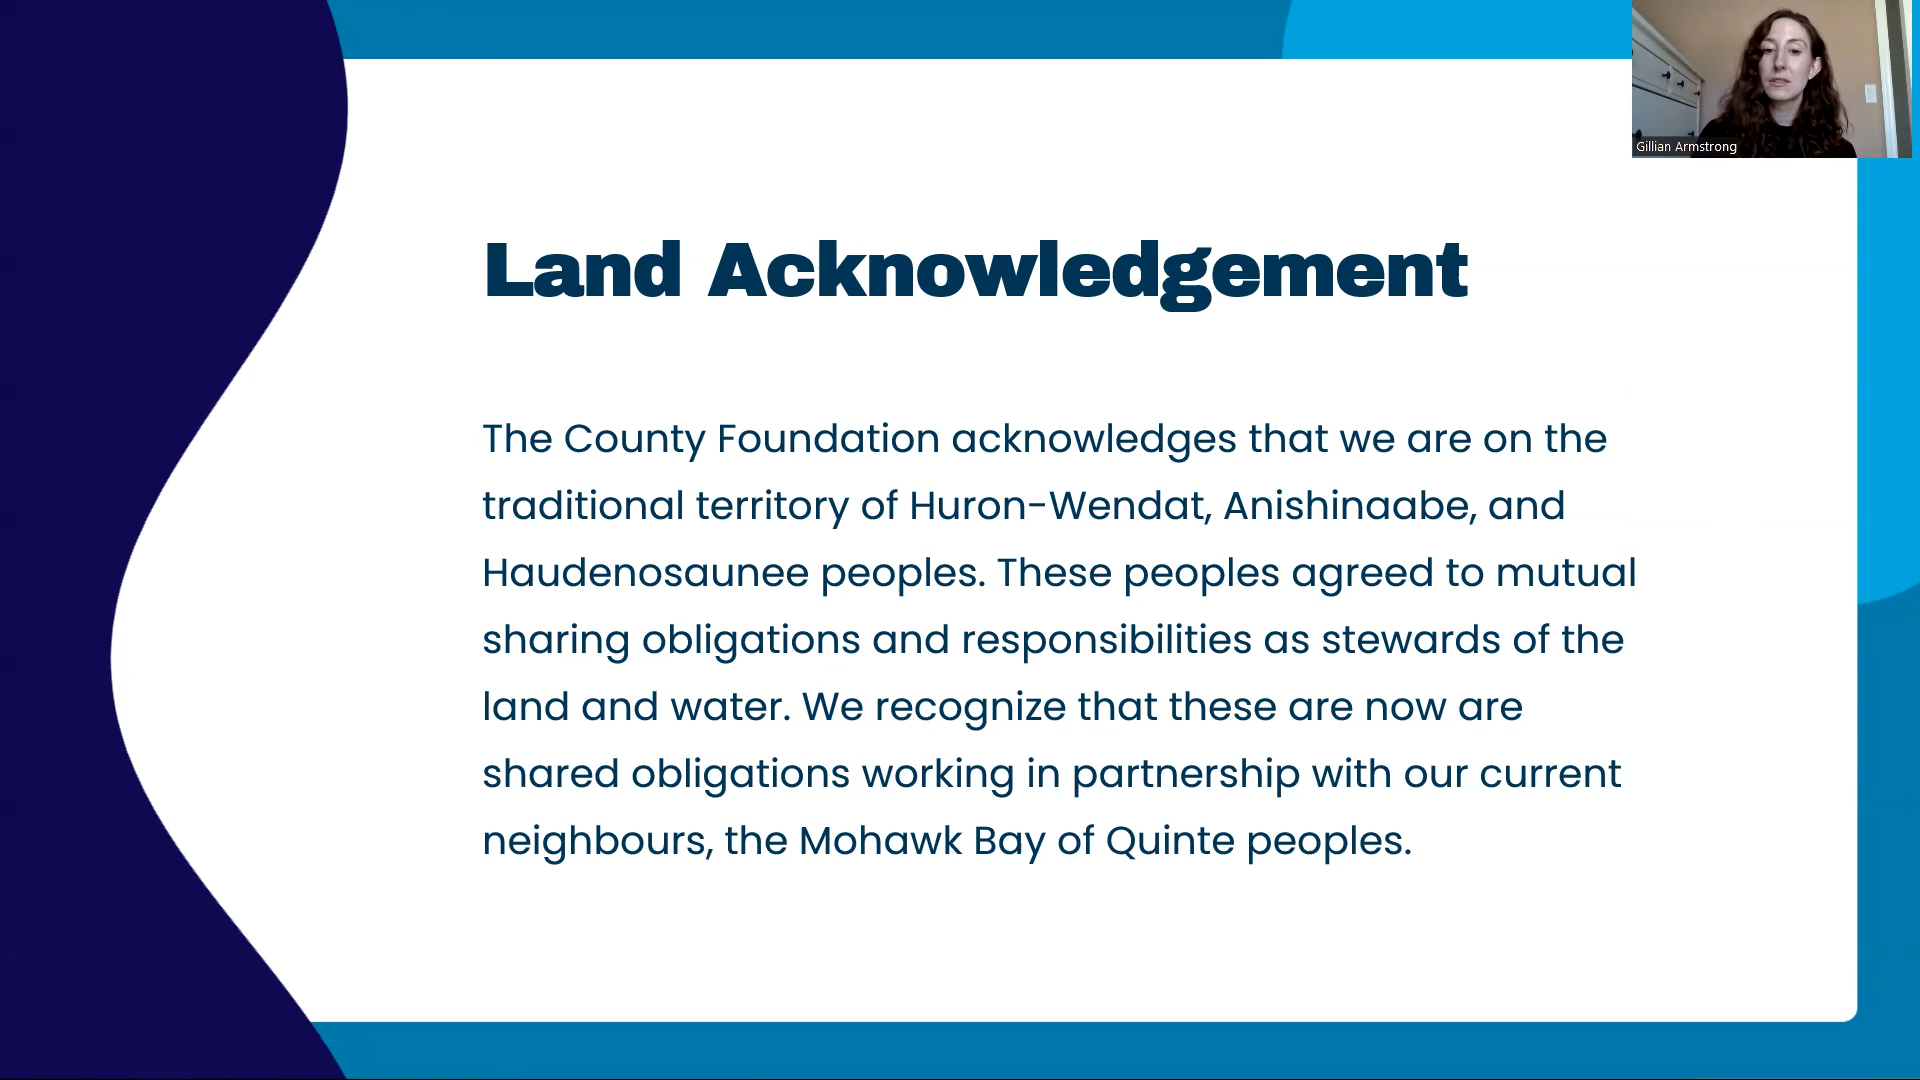 Gillian Armstrong
Land Acknowledgement
The County Foundation acknowledges that we are on the
traditional territory of Huron-Wendat, Anishinaabe, and
Haudenosaunee peoples. These peoples agreed to mutual
sharing obligations and responsibilities as stewards of the
land and water. We recognize that these are now are
shared obligations working in partnership with our current
neighbours, the Mohawk Bay of Quinte peoples.